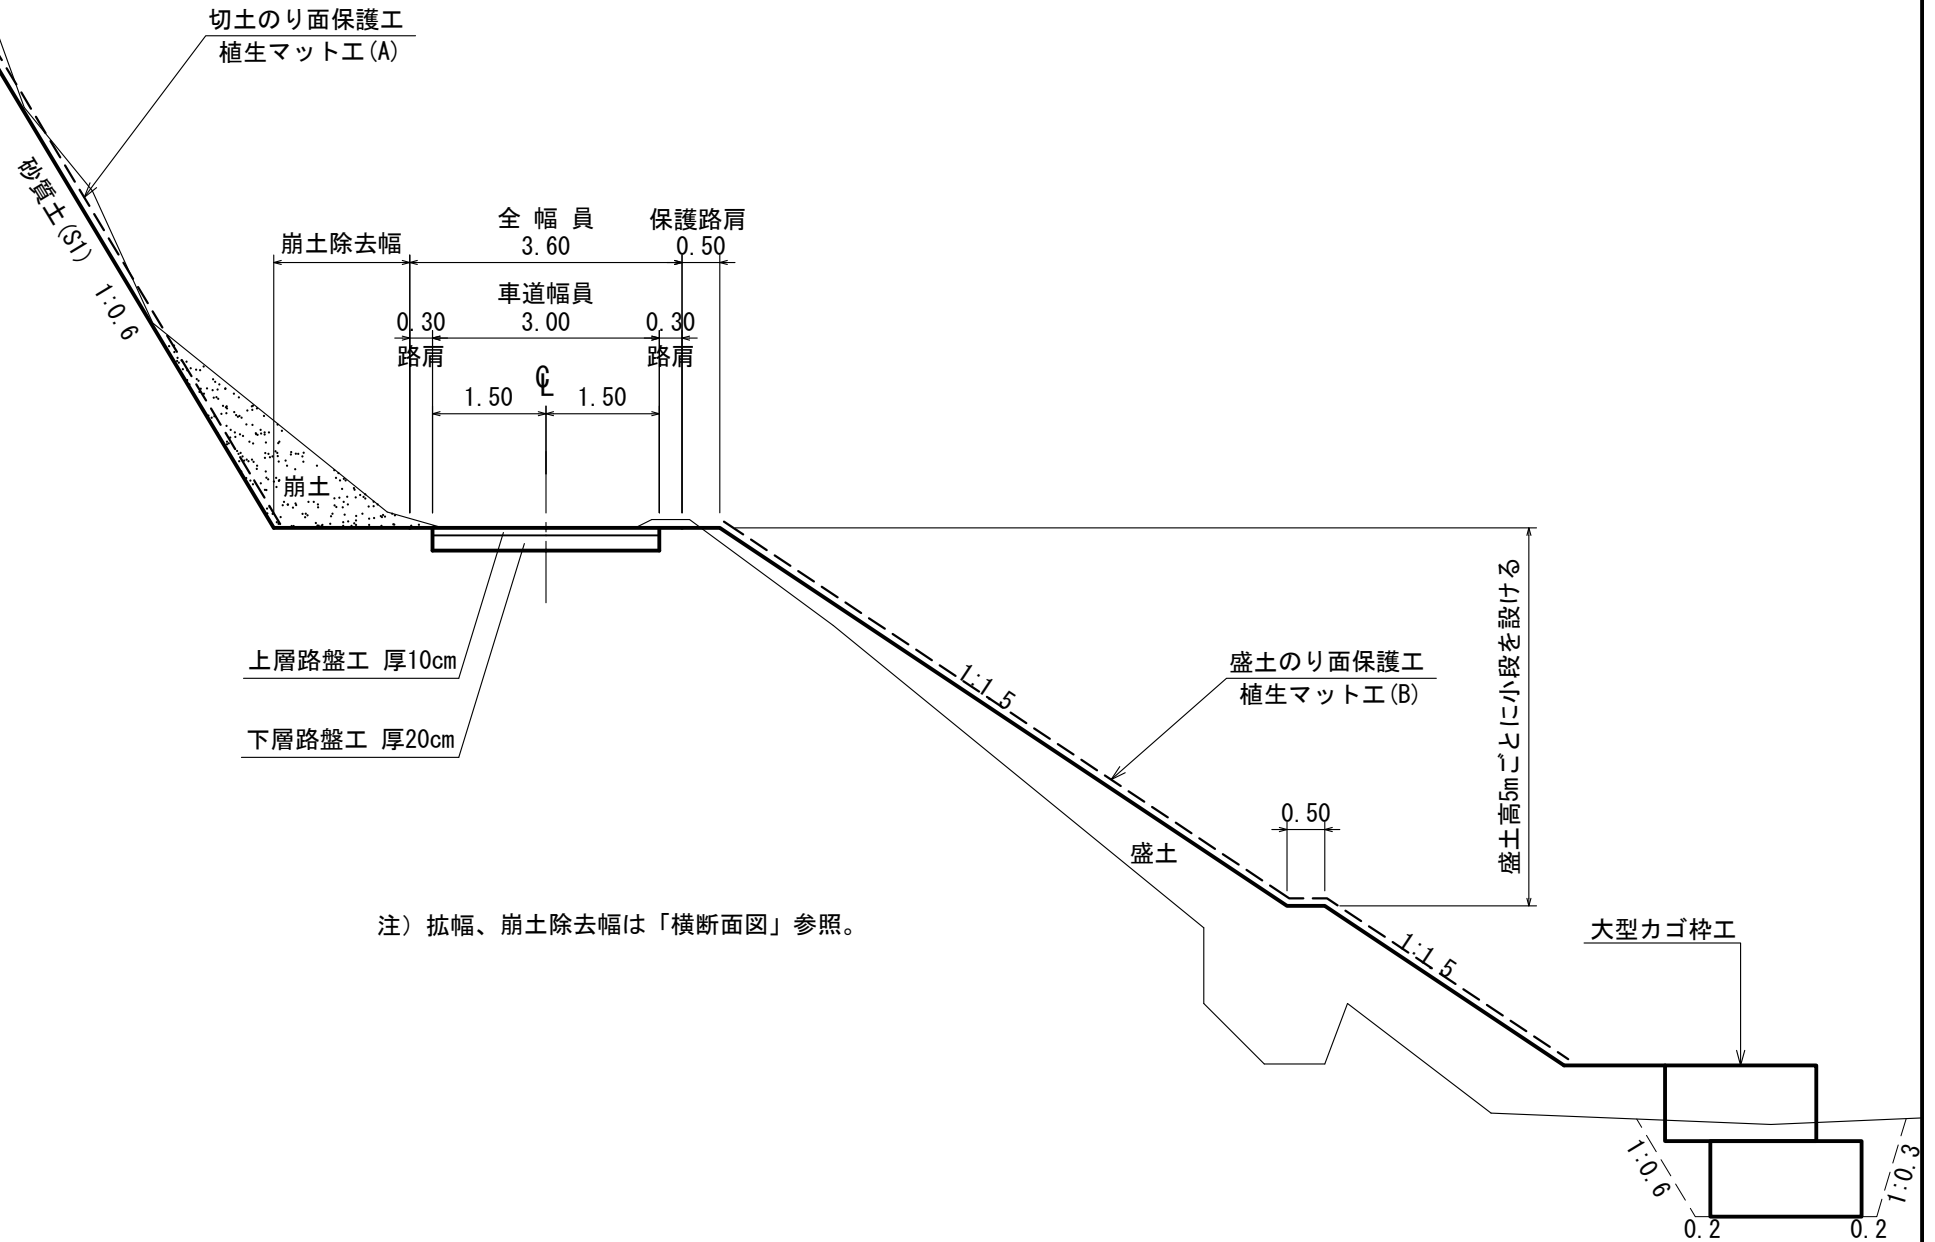 切土のり面保護工
植生マット工(A)
砂質土(S1) 1:0.6
崩土除去幅
全 幅 員
3.60
保護路肩
0.50
車道幅員
0.30
3.00
0.30
路肩
路肩
CL
1.50
1.50
崩土
上層路盤工 厚10cm
下層路盤工 厚20cm
1:1.5
盛土のり面保護工
植生マット工(B)
盛土高5mごとに小段を設ける
0.50
盛土
注）拡幅、崩土除去幅は「横断面図」参照。
1:1.5
大型カゴ枠工
1:0.6
1:0.3
0.2
0.2